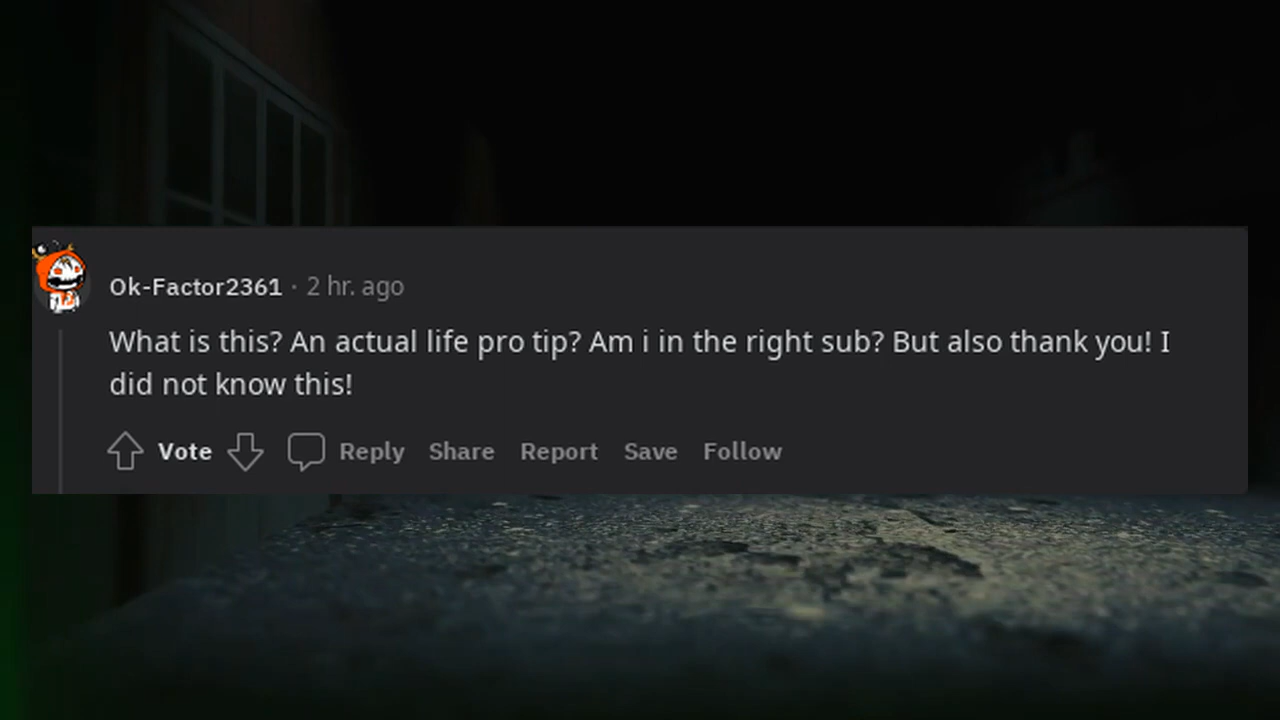 Ok-Factor2361 · 2 hr. ago
What is this? An actual life pro tip? Am i in the right sub? But also thank you! I
did not know this!
Vote Reply Share Report Save Follow